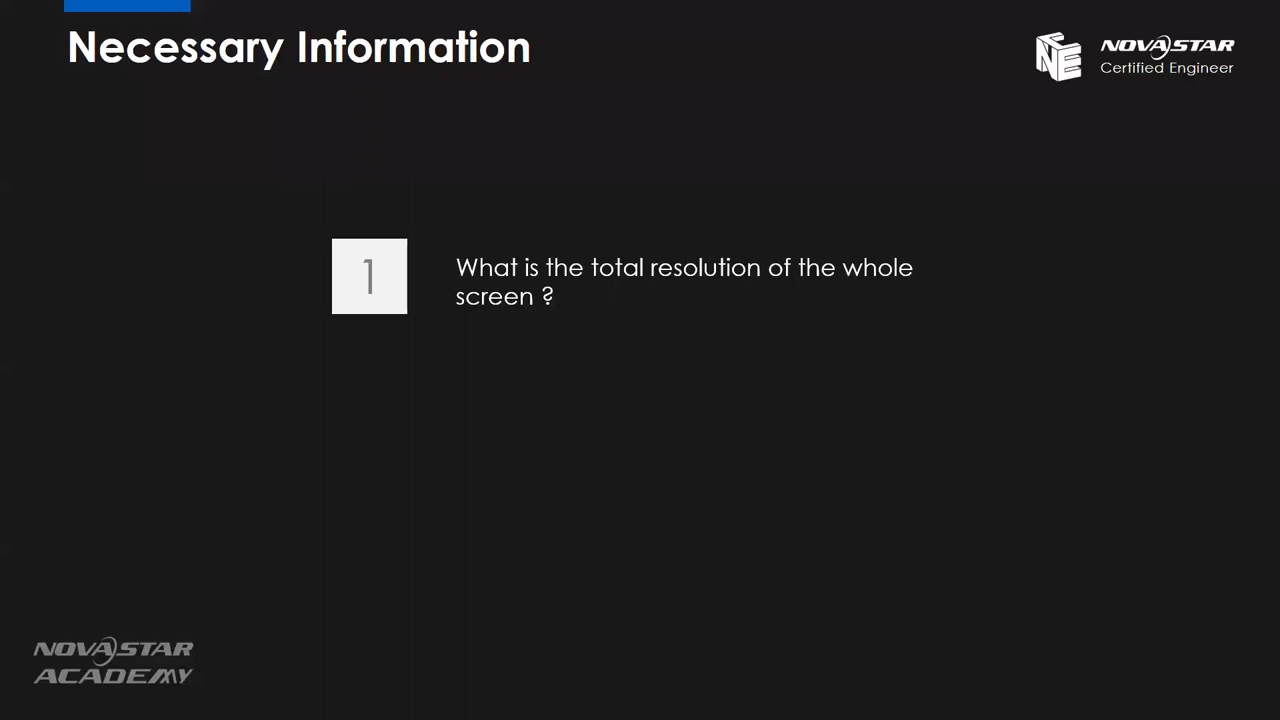 Necessary Information
NOVASTAR
Certified Engineer
1
What is the total resolution of the whole
screen ?
NOVASTAR
ACADEMY